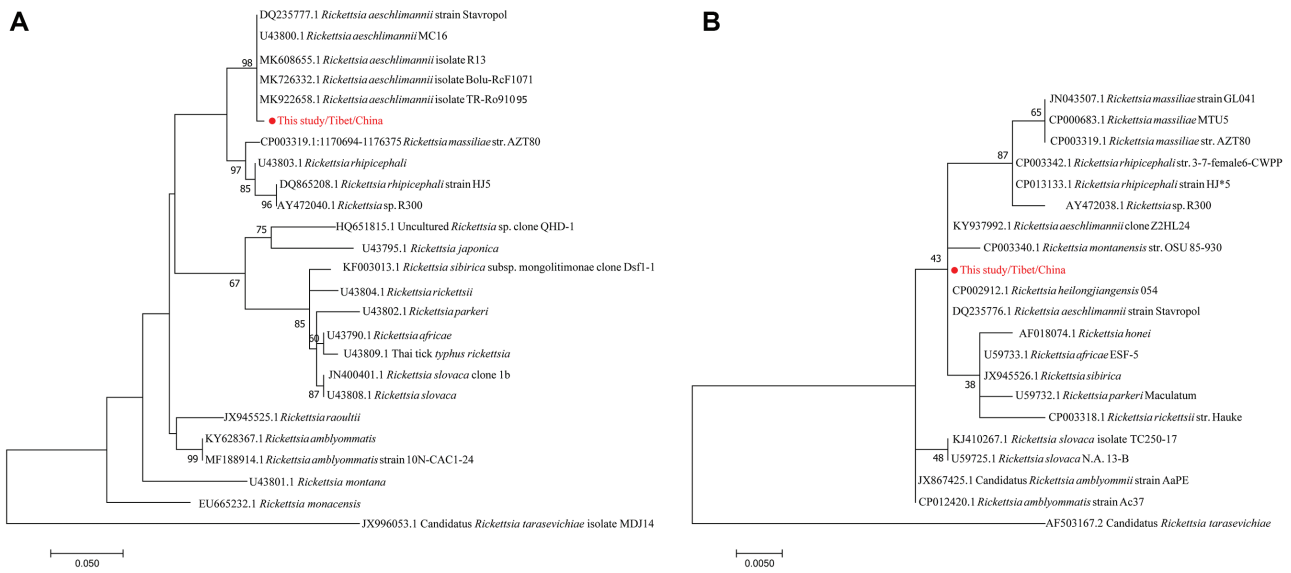 A
DQ235777.1 Rickettsia aeschlimannii strain Stavropol
U43800.1 Rickettsia aeschlimannii MC16
98
MK608655.1 Rickettsia aeschlimannii isolate R13
MK726332.1 Rickettsia aeschlimannii isolate Bolu-RcF1071
MK922658.1 Rickettsia aeschlimannii isolate TR-Ro910 95
This study/Tibet/China
CP003319.1:1170694-1176375 Rickettsia massiliae str. AZT80
97
U43803.1 Rickettsia rhipicephali
85
DQ865208.1 Rickettsia rhipicephali strain HJ5
96
AY472040.1 Rickettsia sp. R300
HQ651815.1 Uncultured Rickettsia sp. clone QHD-1
75
U43795.1 Rickettsia japonica
67
KF003013.1 Rickettsia sibirica subsp. mongolitimonae clone Dsf1-1
U43804.1 Rickettsia rickettsii
U43802.1 Rickettsia parkeri
85
60
U43790.1 Rickettsia africae
U43809.1 Thai tick typhus rickettsia
JN400401.1 Rickettsia slovaca clone 1b
87
U43808.1 Rickettsia slovaca
JX945525.1 Rickettsia raoultii
KY628367.1 Rickettsia amblyommatis
99
MF188914.1 Rickettsia amblyommatis strain 10N-CAC1-24
U43801.1 Rickettsia montana
EU665232.1 Rickettsia monacensis
JX996053.1 Candidatus Rickettsia tarasevichiae isolate MDJ14
0.050
B
JN043507.1 Rickettsia massiliae strain GL041
65
CP000683.1 Rickettsia massiliae MTU5
CP003319.1 Rickettsia massiliae str. AZT80
87
CP003342.1 Rickettsia rhipicephali str. 3-7-female6-CWPP
CP013133.1 Rickettsia rhipicephali strain HJ*5
AY472038.1 Rickettsia sp. R300
KY937992.1 Rickettsia aeschlimannii clone Z2HL24
CP003340.1 Rickettsia montanensis str. OSU 85-930
43
This study/Tibet/China
CP002912.1 Rickettsia heilongjiangensis 054
DQ235776.1 Rickettsia aeschlimannii strain Stavropol
AF018074.1 Rickettsia honei
U59733.1 Rickettsia africae ESF-5
JX945526.1 Rickettsia sibirica
38
U59732.1 Rickettsia parkeri Maculatum
CP003318.1 Rickettsia rickettsii str. Hauke
KJ410267.1 Rickettsia slovaca isolate TC250-17
48
U59725.1 Rickettsia slovaca N.A. 13-B
JX867425.1 Candidatus Rickettsia amblyommii strain AaPE
CP012420.1 Rickettsia amblyommatis strain Ac37
AF503167.2 Candidatus Rickettsia tarasevichiae
0.0050